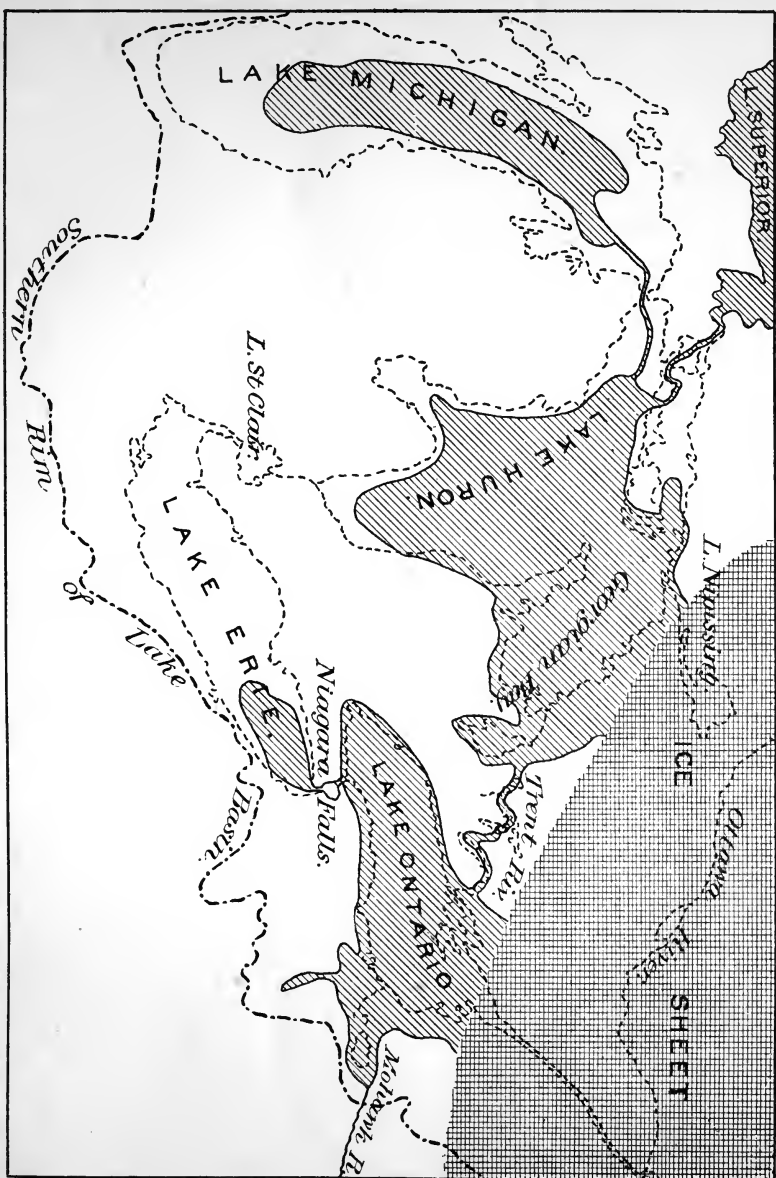 L. SUPERIOR
LAKE MICHIGAN.
LAKE HURON.
Georgian Bay.
L. Nipissing.
ICE SHEET
Ottawa River.
Trent Riv.
L. St Clair.
LAKE ERIE.
Niagara Falls.
LAKE ONTARIO
Mohawk R.
Southern Rim of Lake Basin.